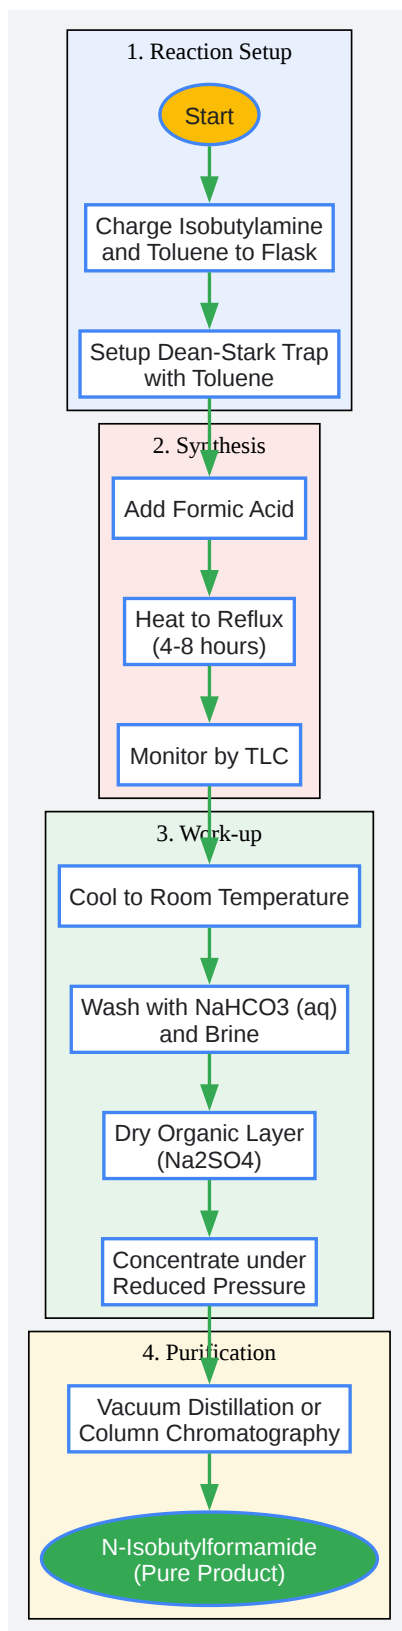 1. Reaction Setup
Start
Charge Isobutylamine
and Toluene to Flask
Setup Dean-Stark Trap
with Toluene
2. Synthesis
Add Formic Acid
Heat to Reflux
(4-8 hours)
Monitor by TLC
3. Work-up
Cool to Room Temperature
Wash with NaHCO3 (aq)
and Brine
Dry Organic Layer
(Na2SO4)
Concentrate under
Reduced Pressure
4. Purification
Vacuum Distillation or
Column Chromatography
N-Isobutylformamide
(Pure Product)